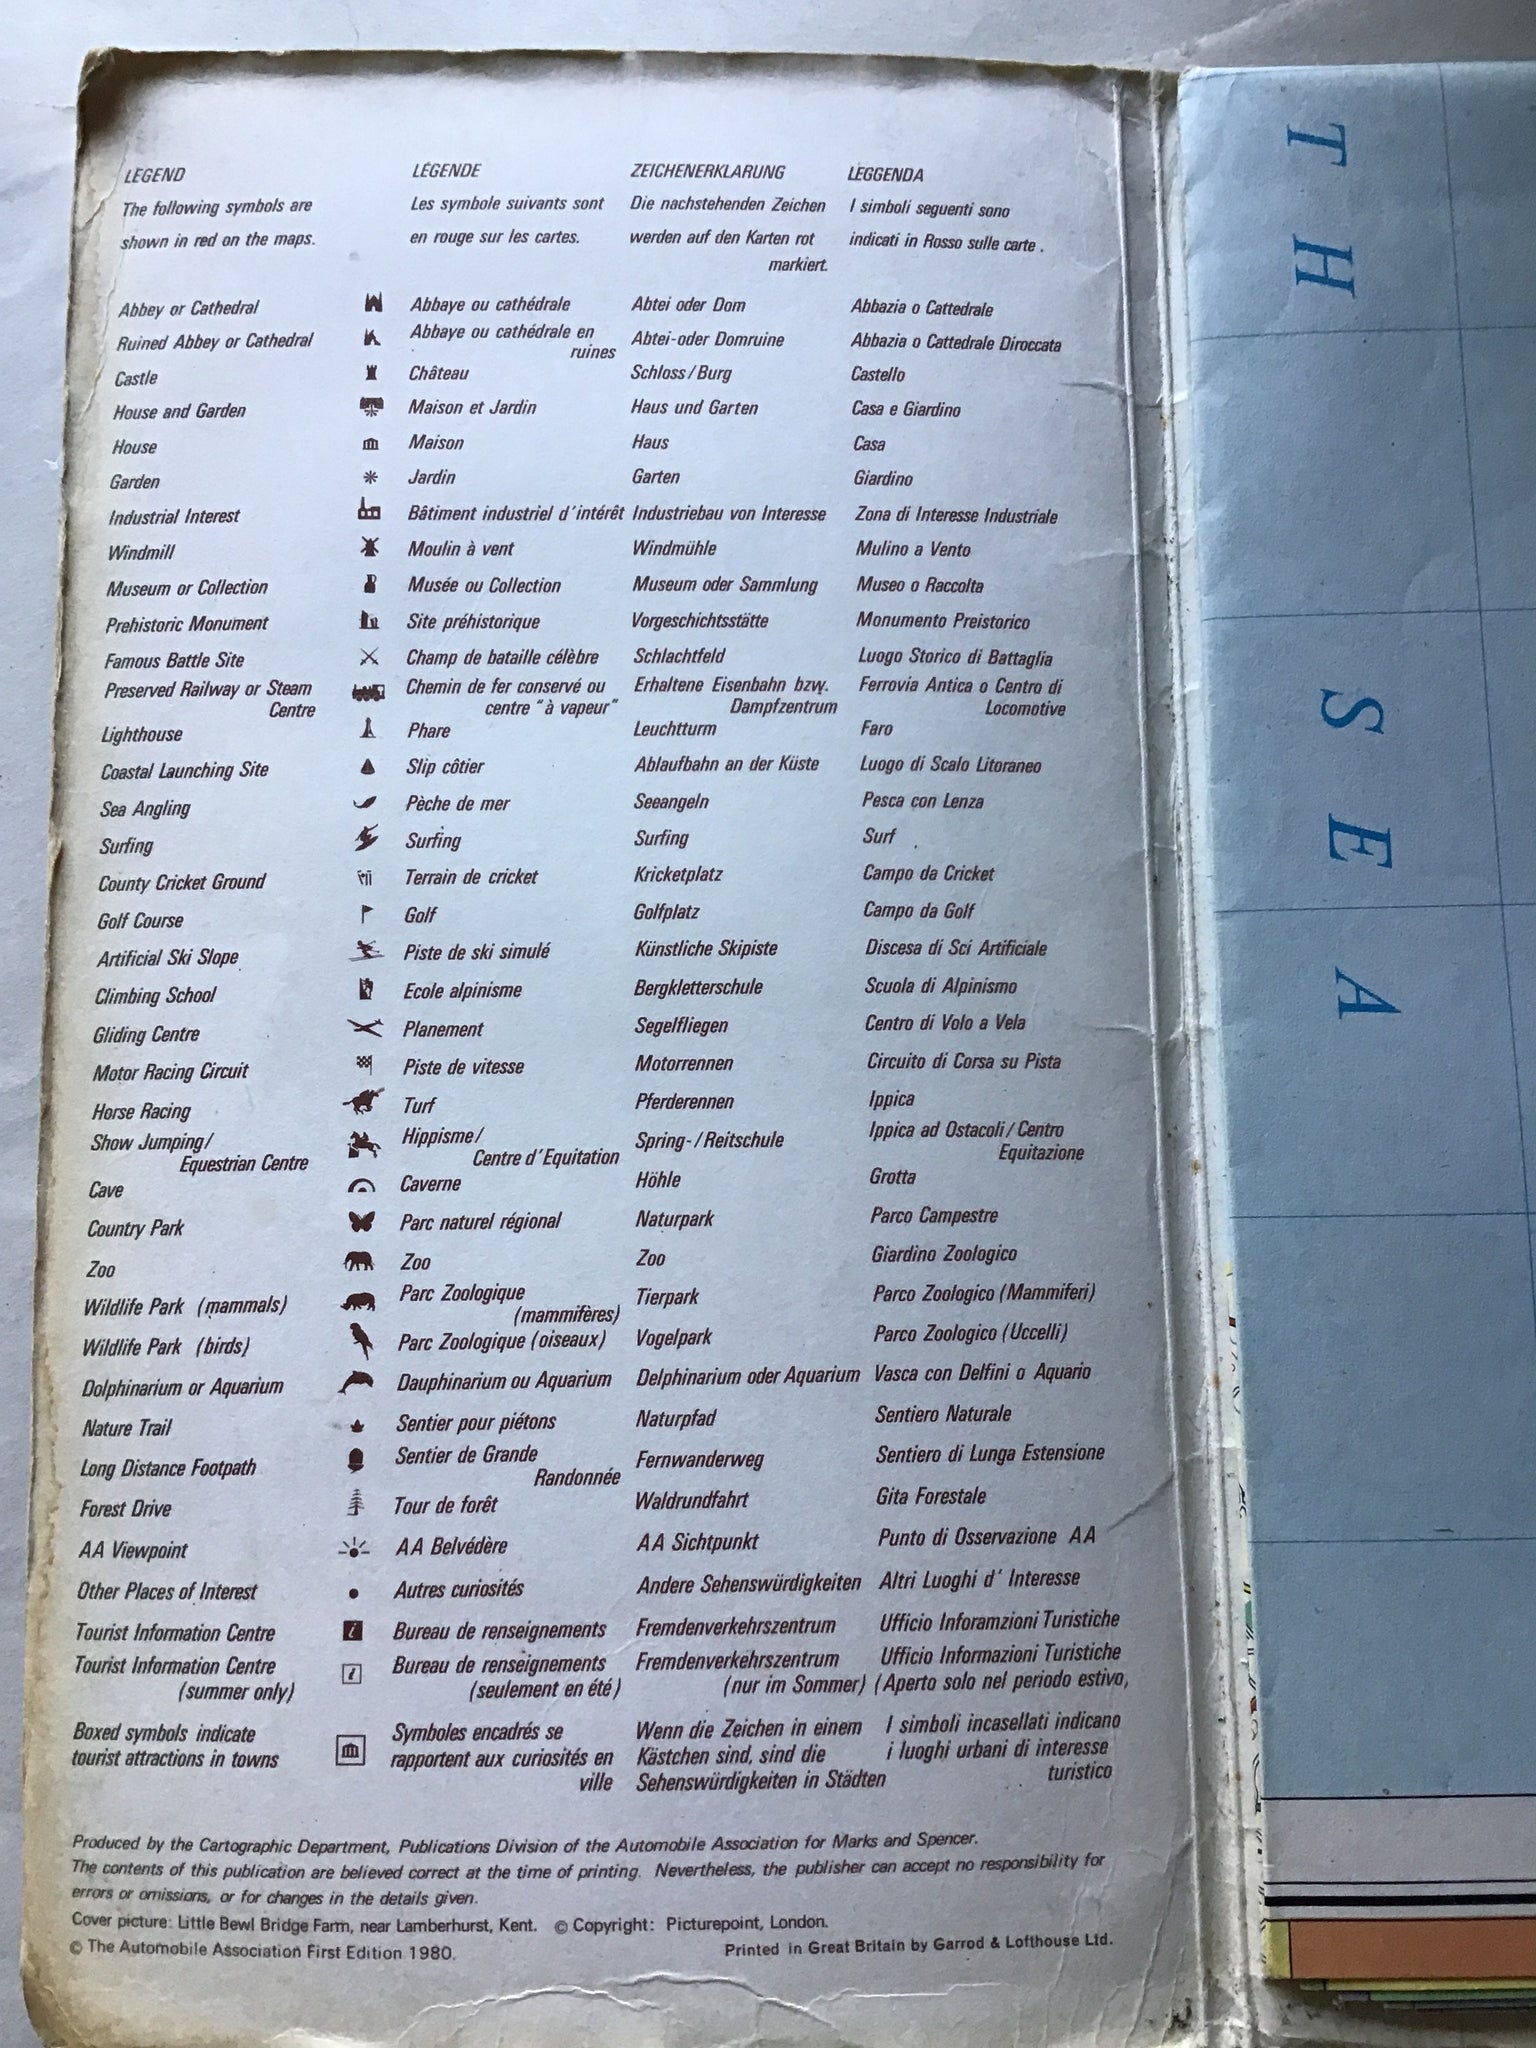 LEGEND LÉGENDE ZEICHENERKLARUNG LEGGENDA
The following symbols are Les symbole suivants sont Die nachstehenden Zeichen I simboli seguenti sono
shown in red on the maps. en rouge sur les cartes. werden auf den Karten rot indicati in Rosso sulle carte .
markiert.
Abbey or Cathedral Abbaye ou cathédrale Abtei oder Dom Abbazia o Cattedrale
Ruined Abbey or Cathedral Abbaye ou cathédrale en Abtei-oder Domruine Abbazia o Cattedrale Diroccata
ruines
Castle Château Schloss/Burg Castello
House and Garden Maison et Jardin Haus und Garten Casa e Giardino
House Maison Haus Casa
Garden Jardin Garten Giardino
Industrial Interest Bâtiment industriel d'intérêt Industriebau von Interesse Zona di Interesse Industriale
Windmill Moulin à vent Windmühle Mulino a Vento
Museum or Collection Musée ou Collection Museum oder Sammlung Museo o Raccolta
Prehistoric Monument Site préhistorique Vorgeschichtsstätte Monumento Preistorico
Famous Battle Site Champ de bataille célèbre Schlachtfeld Luogo Storico di Battaglia
Preserved Railway or Steam Chemin de fer conservé ou Erhaltene Eisenbahn bzw. Ferrovia Antica o Centro di
Centre centre "à vapeur" Dampfzentrum Locomotive
Lighthouse Phare Leuchtturm Faro
Coastal Launching Site Slip côtier Ablaufbahn an der Küste Luogo di Scalo Litoraneo
Sea Angling Pèche de mer Seeangeln Pesca con Lenza
Surfing Surfing Surfing Surf
County Cricket Ground Terrain de cricket Kricketplatz Campo da Cricket
Golf Course Golf Golfplatz Campo da Golf
Artificial Ski Slope Piste de ski simulé Künstliche Skipiste Discesa di Sci Artificiale
Climbing School Ecole alpinisme Bergkletterschule Scuola di Alpinismo
Gliding Centre Planement Segelfliegen Centro di Volo a Vela
Motor Racing Circuit Piste de vitesse Motorrennen Circuito di Corsa su Pista
Horse Racing Turf Pferderennen Ippica
Show Jumping/ Hippisme/ Spring-/Reitschule Ippica ad Ostacoli/Centro
Equestrian Centre Centre d'Equitation Equitazione
Cave Caverne Höhle Grotta
Country Park Parc naturel régional Naturpark Parco Campestre
Zoo Zoo Zoo Giardino Zoologico
Wildlife Park (mammals) Parc Zoologique Tierpark Parco Zoologico (Mammiferi)
(mammifères)
Wildlife Park (birds) Parc Zoologique (oiseaux) Vogelpark Parco Zoologico (Uccelli)
Dolphinarium or Aquarium Dauphinarium ou Aquarium Delphinarium oder Aquarium Vasca con Delfini o Aquario
Nature Trail Sentier pour piétons Naturpfad Sentiero Naturale
Long Distance Footpath Sentier de Grande Fernwanderweg Sentiero di Lunga Estensione
Randonnée
Forest Drive Tour de forêt Waldrundfahrt Gita Forestale
AA Viewpoint AA Belvédère AA Sichtpunkt Punto di Osservazione AA
Other Places of Interest Autres curiosités Andere Sehenswürdigkeiten Altri Luoghi d' Interesse
Tourist Information Centre i Bureau de renseignements Fremdenverkehrszentrum Ufficio Inforamzioni Turistiche
Tourist Information Centre i Bureau de renseignements Fremdenverkehrszentrum Ufficio Informazioni Turistiche
(summer only) (seulement en été) (nur im Sommer) (Aperto solo nel periodo estivo,
Boxed symbols indicate Symboles encadrés se Wenn die Zeichen in einem I simboli incasellati indicano
tourist attractions in towns rapportent aux curiosités en Kästchen sind, sind die i luoghi urbani di interesse
ville Sehenswürdigkeiten in Städten turistico
Produced by the Cartographic Department, Publications Division of the Automobile Association for Marks and Spencer.
The contents of this publication are believed correct at the time of printing. Nevertheless, the publisher can accept no responsibility for
errors or omissions, or for changes in the details given.
Cover picture: Little Bewl Bridge Farm, near Lamberhurst, Kent. © Copyright: Picturepoint, London.
© The Automobile Association First Edition 1980. Printed in Great Britain by Garrod & Lofthouse Ltd.
TH SEA